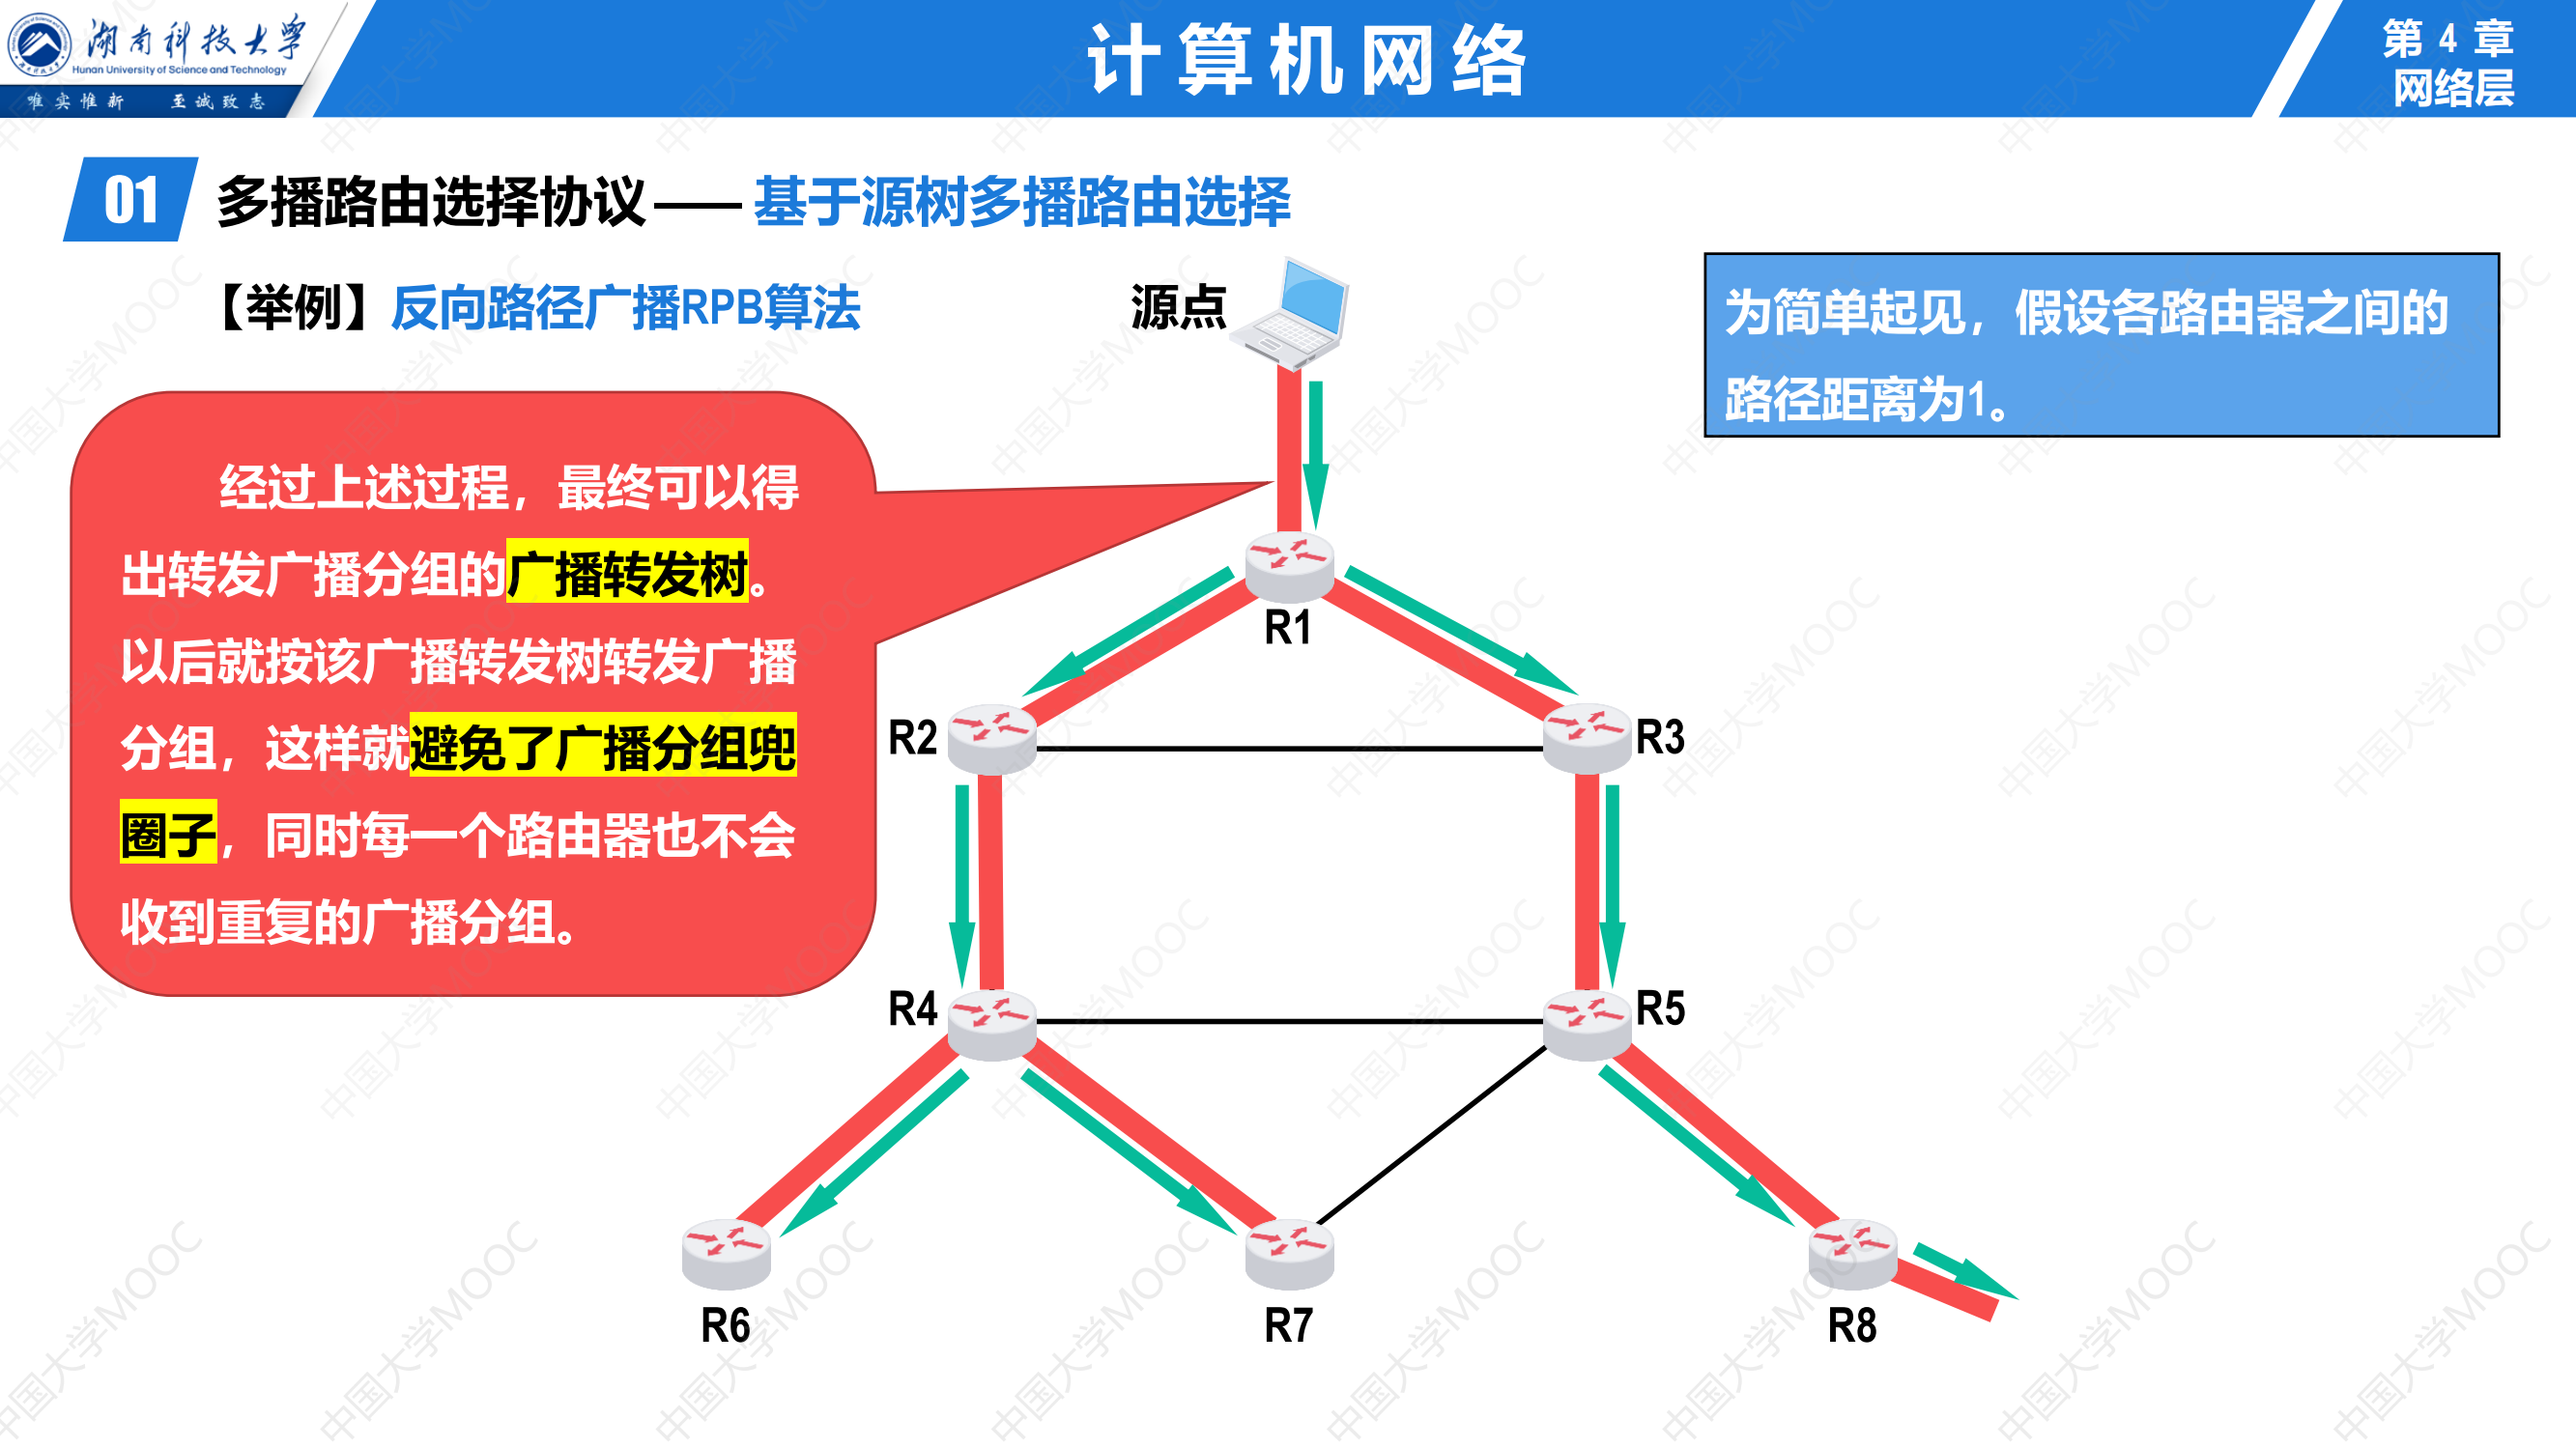 湖南科技大学
Hunan University of Science and Technology
唯实惟新 至诚致志
计算机网络
第 4 章
网络层
01 多播路由选择协议——基于源树多播路由选择
【举例】反向路径广播RPB算法
源点
为简单起见，假设各路由器之间的
路径距离为1。
经过上述过程，最终可以得
出转发广播分组的广播转发树。
以后就按该广播转发树转发广播
分组，这样就避免了广播分组兜
圈子，同时每一个路由器也不会
收到重复的广播分组。
R1
R2
R3
R4
R5
R6
R7
R8
中国大学MOOC